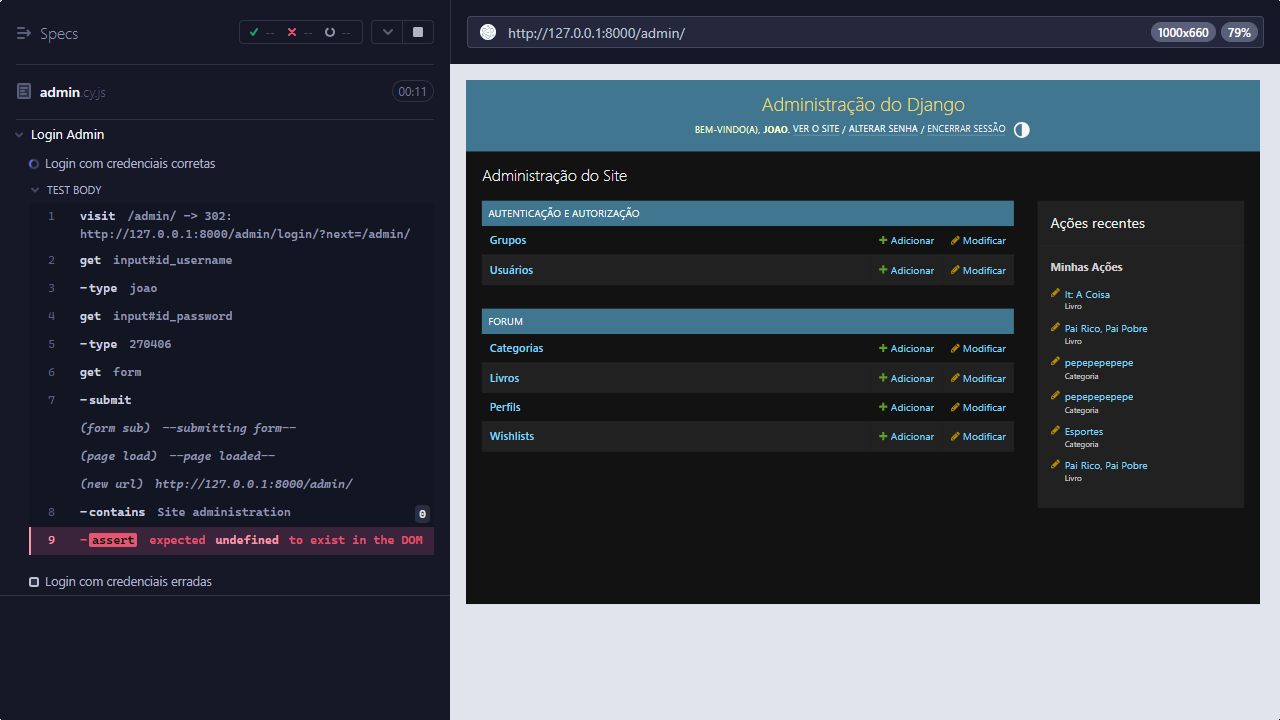 Specs
-- -- --
admin.cy.js 00:11
Login Admin
Login com credenciais corretas
TEST BODY
1 visit /admin/ -> 302:
http://127.0.0.1:8000/admin/login/?next=/admin/
2 get input#id_username
3 -type joao
4 get input#id_password
5 -type 270406
6 get form
7 -submit
(form sub) --submitting form--
(page load) --page loaded--
(new url) http://127.0.0.1:8000/admin/
8 -contains Site administration 0
9 -assert expected undefined to exist in the DOM
Login com credenciais erradas
http://127.0.0.1:8000/admin/ 1000x660 79%
Administração do Django
BEM-VINDO(A), JOAO. VER O SITE / ALTERAR SENHA / ENCERRAR SESSÃO
Administração do Site
AUTENTICAÇÃO E AUTORIZAÇÃO
Grupos Adicionar Modificar
Usuários Adicionar Modificar
FORUM
Categorias Adicionar Modificar
Livros Adicionar Modificar
Perfils Adicionar Modificar
Wishlists Adicionar Modificar
Ações recentes
Minhas Ações
It: A Coisa
Livro
Pai Rico, Pai Pobre
Livro
pepepepepepe
Categoria
pepepepepepe
Categoria
Esportes
Categoria
Pai Rico, Pai Pobre
Livro